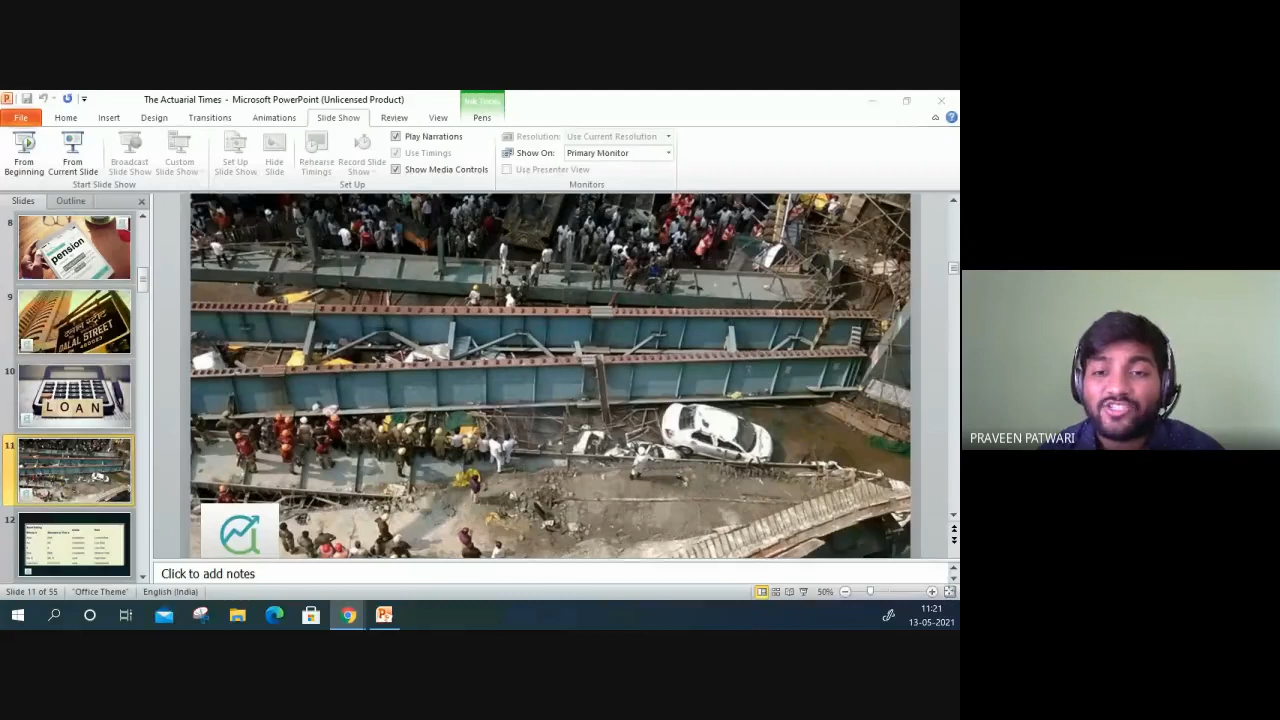 The Actuarial Times - Microsoft PowerPoint (Unlicensed Product)
Ink Tools
File Home Insert Design Transitions Animations Slide Show Review View Pens
From Beginning
From Current Slide
Broadcast Slide Show
Custom Slide Show
Set Up Slide Show
Hide Slide
Rehearse Timings
Record Slide Show
Play Narrations
Use Timings
Show Media Controls
Resolution: Use Current Resolution
Show On: Primary Monitor
Use Presenter View
Start Slide Show Set Up Monitors
Slides Outline
8
pension
9
DALAL STREET
10
LOAN
11
12
Click to add notes
PRAVEEN PATWARI
Slide 11 of 55 "Office Theme" English (India) 50%
11:21
13-05-2021